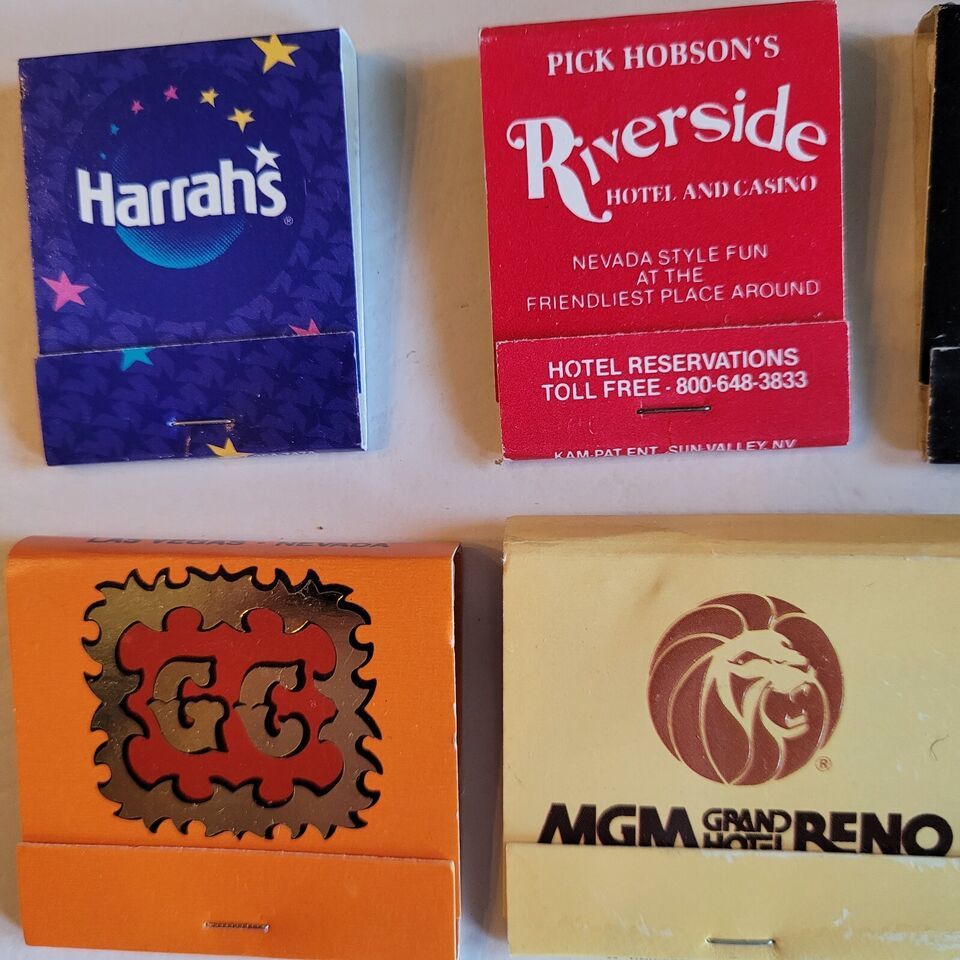 Harrah's
®
PICK HOBSON'S
Riverside
HOTEL AND CASINO
NEVADA STYLE FUN
AT THE
FRIENDLIEST PLACE AROUND
HOTEL RESERVATIONS
TOLL FREE - 800-648-3833
KAM-PAT ENT. SUN VALLEY, NV
LAS VEGAS • NEVADA
GC
®
MGM GRAND HOTEL RENO